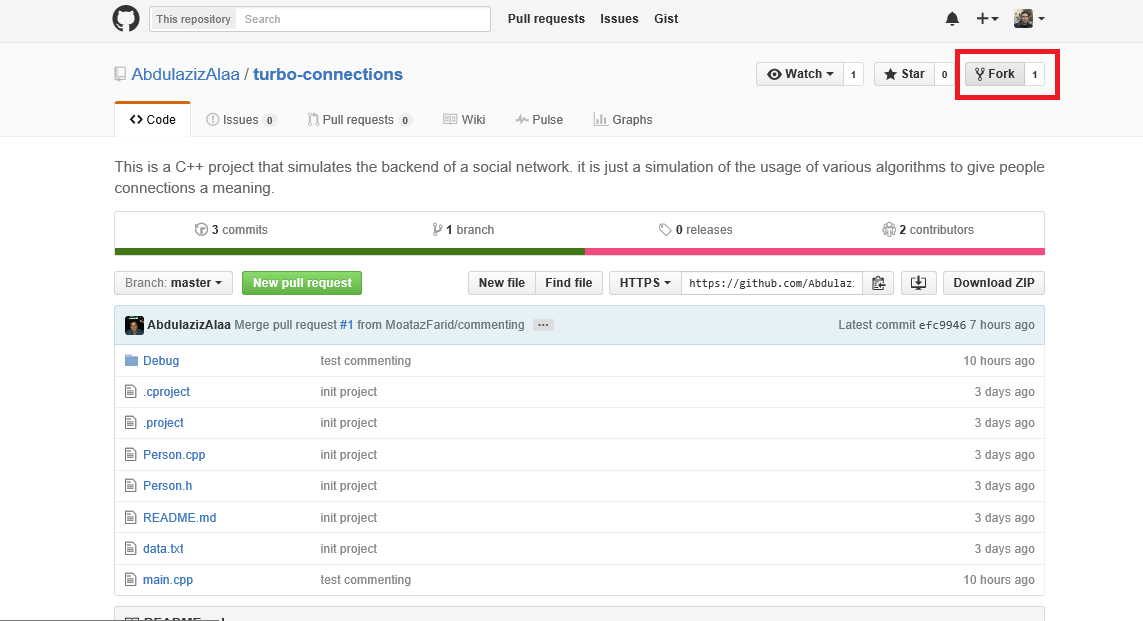 This repository Search Pull requests Issues Gist
AbdulazizAlaa / turbo-connections Watch 1 Star 0 Fork 1
Code Issues 0 Pull requests 0 Wiki Pulse Graphs
This is a C++ project that simulates the backend of a social network. it is just a simulation of the usage of various algorithms to give people
connections a meaning.
3 commits 1 branch 0 releases 2 contributors
Branch: master New pull request New file Find file HTTPS https://github.com/Abdulaz Download ZIP
AbdulazizAlaa Merge pull request #1 from MoatazFarid/commenting ... Latest commit efc9946 7 hours ago
Debug test commenting 10 hours ago
.cproject init project 3 days ago
.project init project 3 days ago
Person.cpp init project 3 days ago
Person.h init project 3 days ago
README.md init project 3 days ago
data.txt init project 3 days ago
main.cpp test commenting 10 hours ago